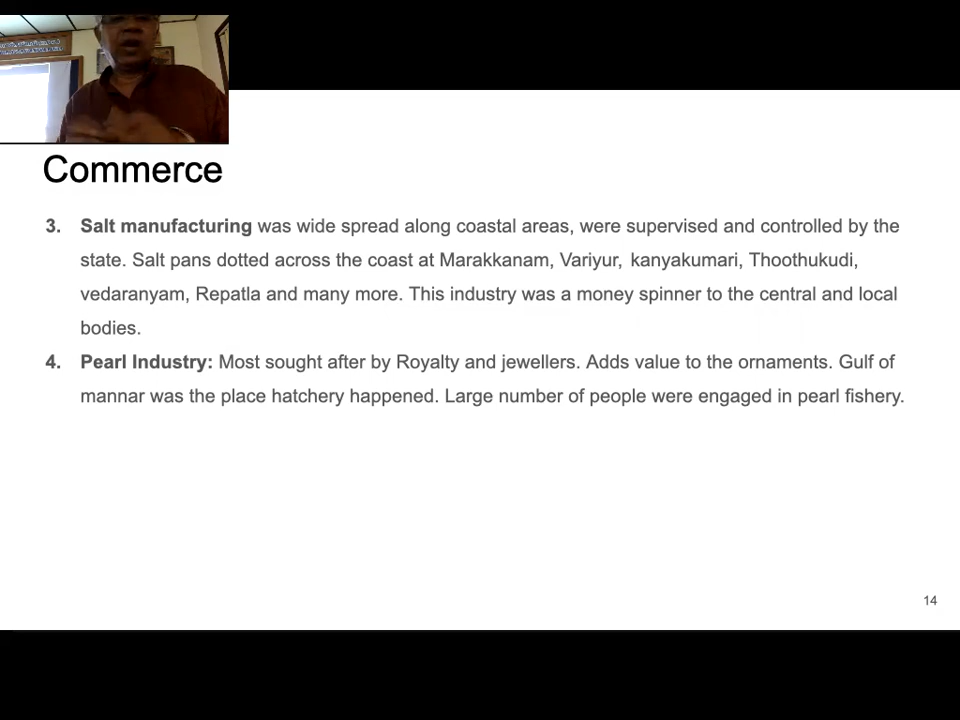 Commerce
3. Salt manufacturing was wide spread along coastal areas, were supervised and controlled by the
state. Salt pans dotted across the coast at Marakkanam, Variyur, kanyakumari, Thoothukudi,
vedaranyam, Repatla and many more. This industry was a money spinner to the central and local
bodies.
4. Pearl Industry: Most sought after by Royalty and jewellers. Adds value to the ornaments. Gulf of
mannar was the place hatchery happened. Large number of people were engaged in pearl fishery.
14